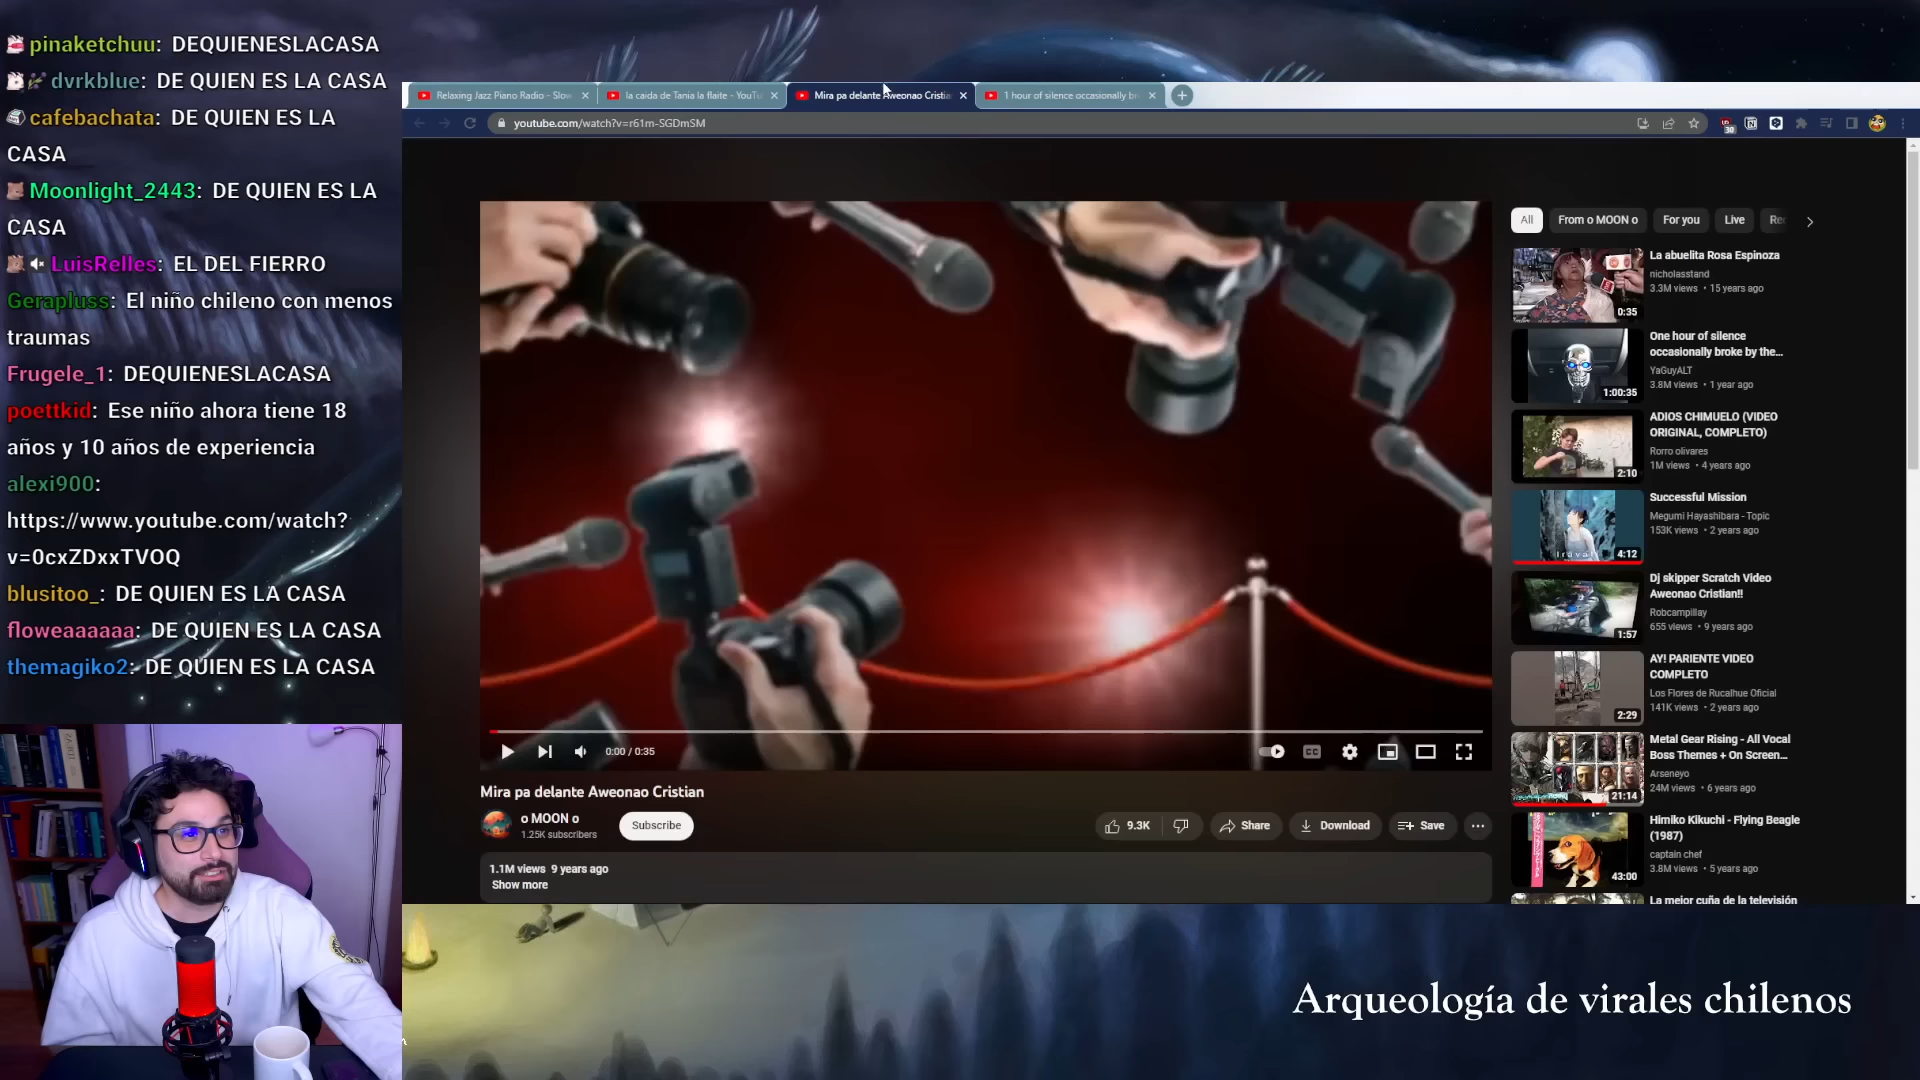 pinaketchuu: DEQUIENESLACASA
dvrkblue: DE QUIEN ES LA CASA
cafebachata: DE QUIEN ES LA
CASA
Moonlight_2443: DE QUIEN ES LA
CASA
LuisRelles: EL DEL FIERRO
Gerapluss: El niño chileno con menos
traumas
Frugele_1: DEQUIENESLACASA
poettkid: Ese niño ahora tiene 18
años y 10 años de experiencia
alexi900:
https://www.youtube.com/watch?
v=0cxZDxxTVOQ
blusitoo_: DE QUIEN ES LA CASA
floweaaaaaa: DE QUIEN ES LA CASA
themagiko2: DE QUIEN ES LA CASA
Relaxing Jazz Piano Radio - Slow
la caida de Tania la flaite - YouTu
Mira pa delante Aweonao Cristia
1 hour of silence occasionally br
youtube.com/watch?v=r61m-SGDmSM
30
0:00 / 0:35
Mira pa delante Aweonao Cristian
o MOON o
1.25K subscribers
Subscribe
9.3K
Share
Download
Save
1.1M views 9 years ago
Show more
All
From o MOON o
For you
Live
Rec
La abuelita Rosa Espinoza
nicholasstand
3.3M views • 15 years ago
0:35
One hour of silence
occasionally broke by the...
YaGuyALT
3.8M views • 1 year ago
1:00:35
ADIOS CHIMUELO (VIDEO
ORIGINAL, COMPLETO)
Rorro olivares
1M views • 4 years ago
2:10
Successful Mission
Megumi Hayashibara - Topic
153K views • 2 years ago
4:12
Dj skipper Scratch Video
Aweonao Cristian!!
Robcampillay
655 views • 9 years ago
1:57
AY! PARIENTE VIDEO
COMPLETO
Los Flores de Rucalhue Oficial
141K views • 2 years ago
2:29
Metal Gear Rising - All Vocal
Boss Themes + On Screen...
Arseneyo
24M views • 6 years ago
21:14
Himiko Kikuchi - Flying Beagle
(1987)
captain chef
3.8M views • 5 years ago
43:00
La mejor cuña de la televisión
Arqueología de virales chilenos